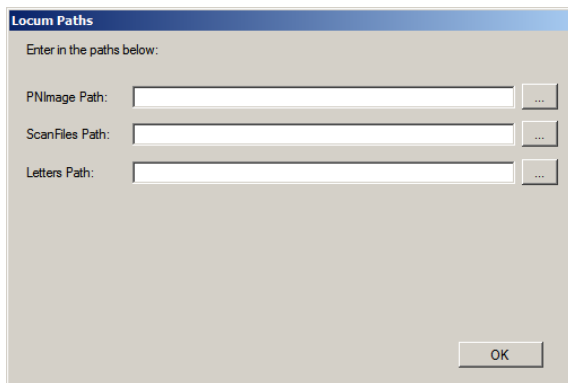 Locum Paths
Enter in the paths below:
PNImage Path:
...
ScanFiles Path:
...
Letters Path:
...
OK